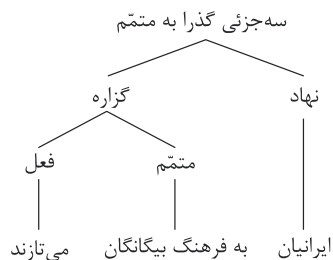 سه‌جزئی گذرا به متمّم
نهاد گزاره
متمّم فعل
ایرانیان به فرهنگ بیگانگان می‌تازند